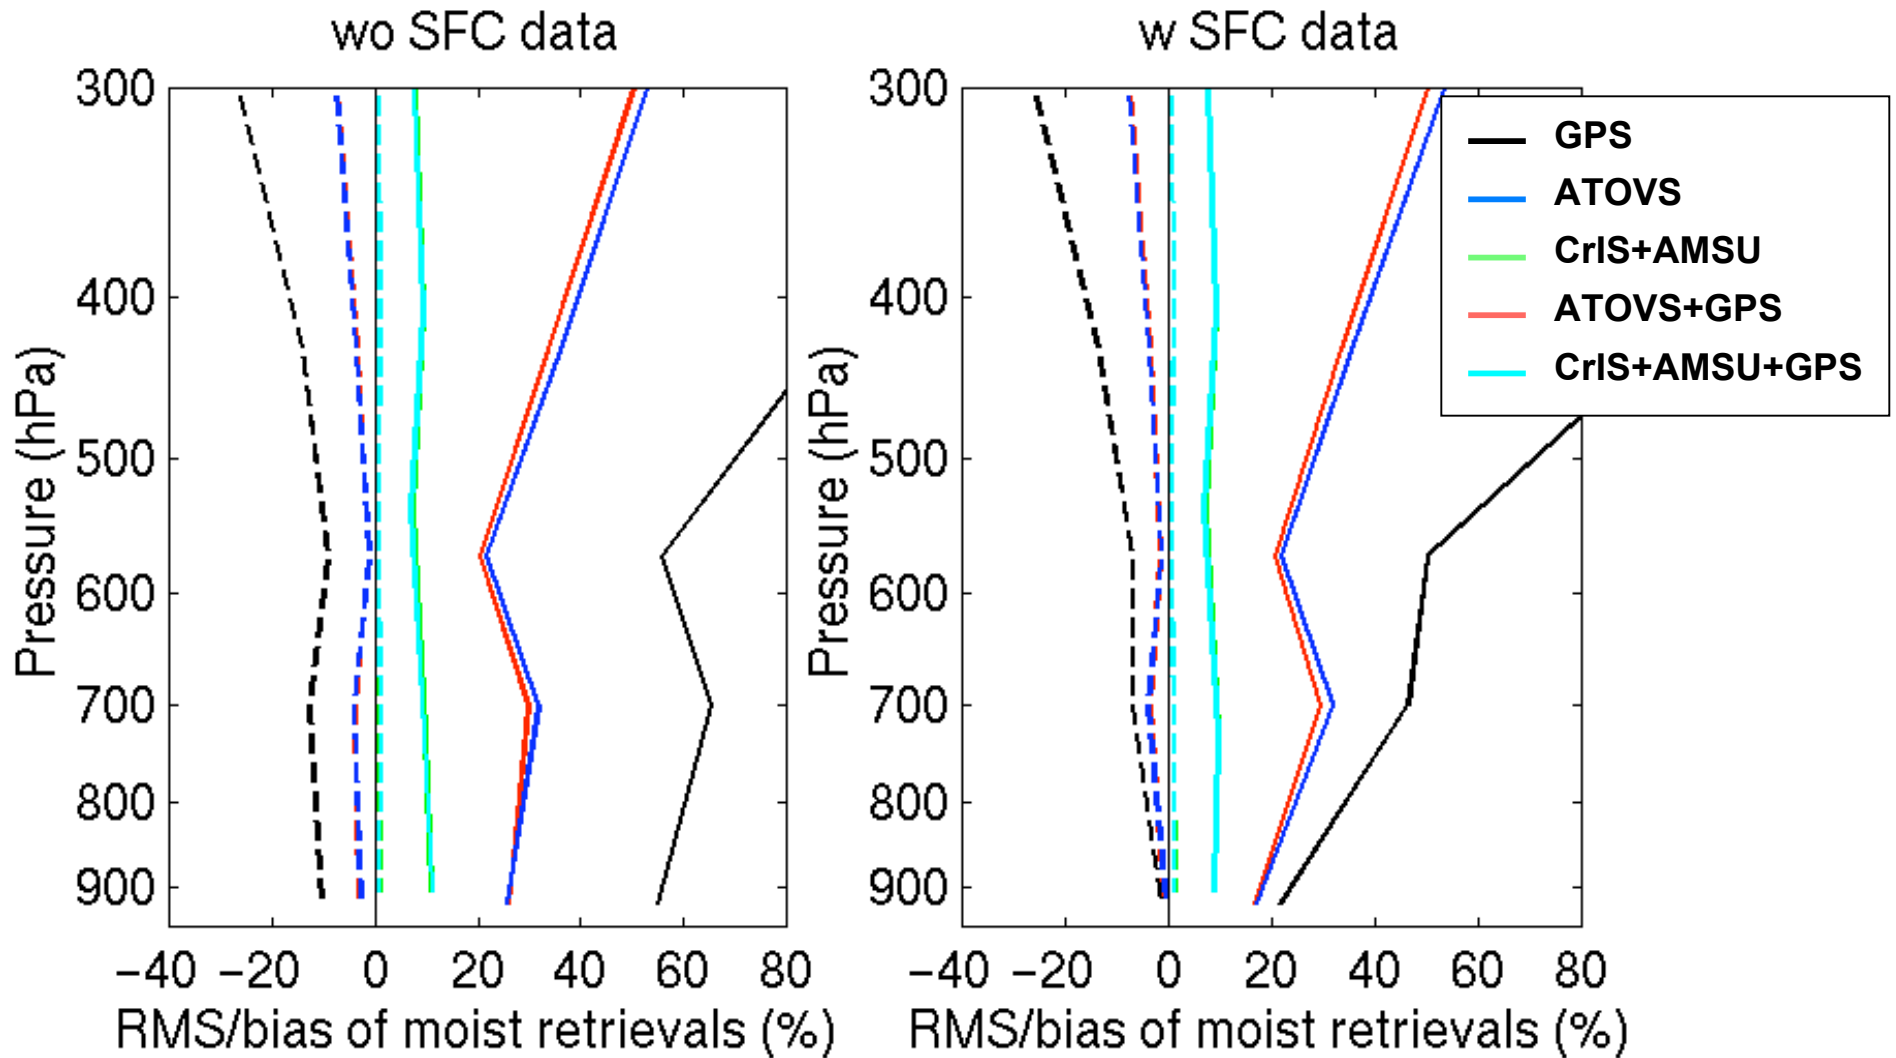 wo SFC data
300
400
500
600
700
800
900
Pressure (hPa)
−40 −20 0 20 40 60 80
RMS/bias of moist retrievals (%)
w SFC data
300
400
500
600
700
800
900
Pressure (hPa)
−40 −20 0 20 40 60 80
RMS/bias of moist retrievals (%)
GPS
ATOVS
CrIS+AMSU
ATOVS+GPS
CrIS+AMSU+GPS